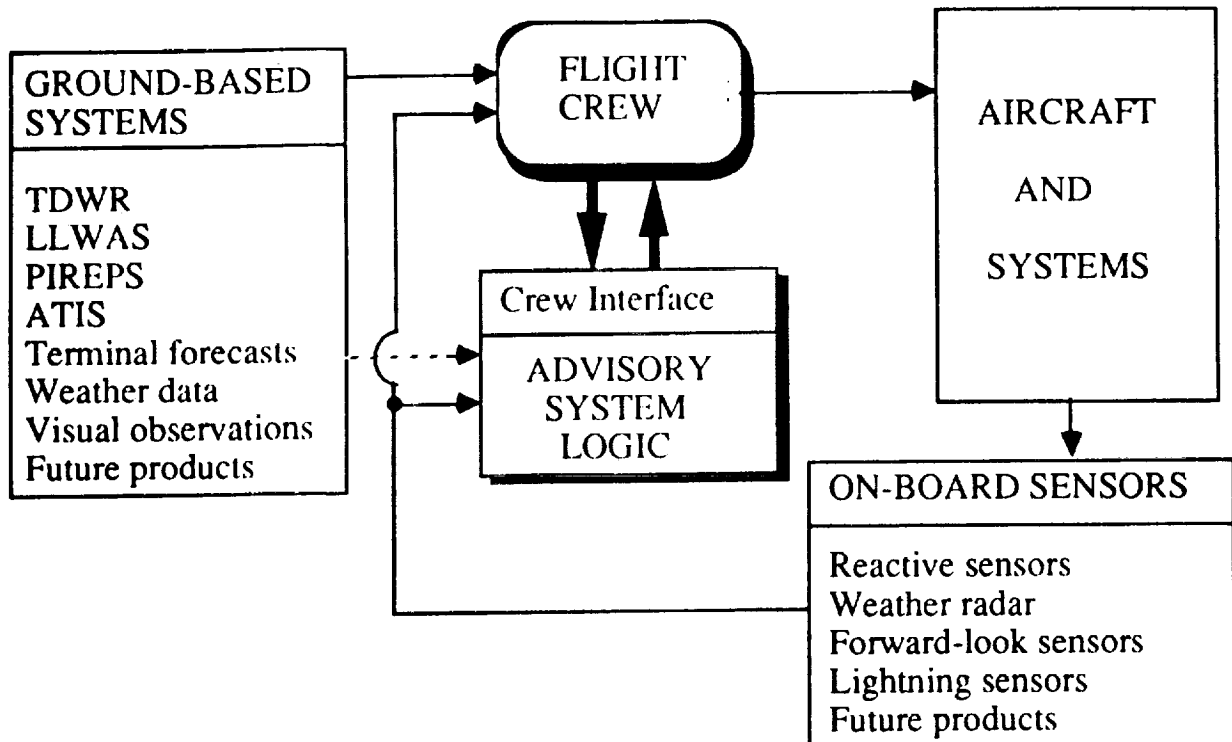 GROUND-BASED
SYSTEMS
TDWR
LLWAS
PIREPS
ATIS
Terminal forecasts
Weather data
Visual observations
Future products
FLIGHT
CREW
Crew Interface
ADVISORY
SYSTEM
LOGIC
AIRCRAFT
AND
SYSTEMS
ON-BOARD SENSORS
Reactive sensors
Weather radar
Forward-look sensors
Lightning sensors
Future products